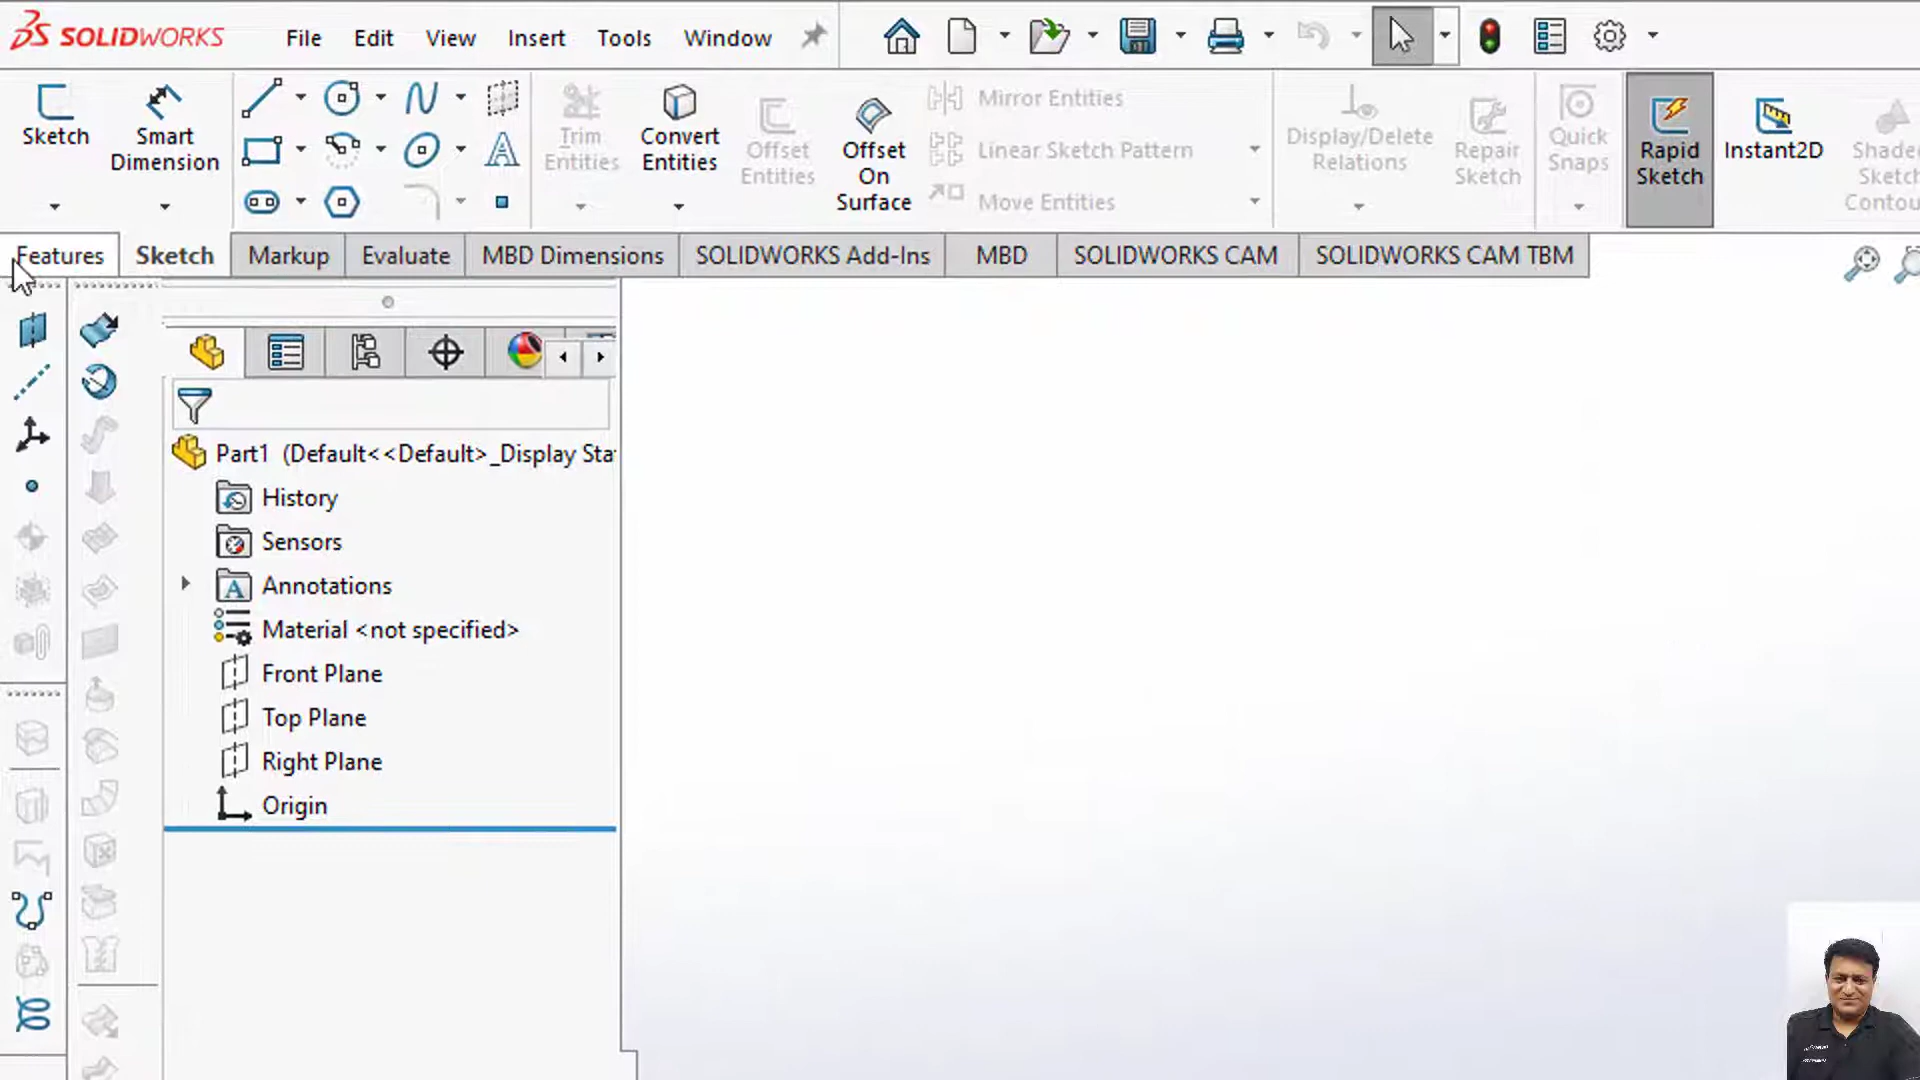 SOLIDWORKS File Edit View Insert Tools Window
Sketch
Smart Dimension
Trim Entities
Convert Entities
Offset Entities
Offset On Surface
Mirror Entities
Linear Sketch Pattern
Move Entities
Display/Delete Relations
Repair Sketch
Quick Snaps
Rapid Sketch
Instant2D
Shade
Sketch
Contou
Features Sketch Markup Evaluate MBD Dimensions SOLIDWORKS Add-Ins MBD SOLIDWORKS CAM SOLIDWORKS CAM TBM
Part1 (Default<<Default>_Display Sta
History
Sensors
A Annotations
Material <not specified>
Front Plane
Top Plane
Right Plane
Origin